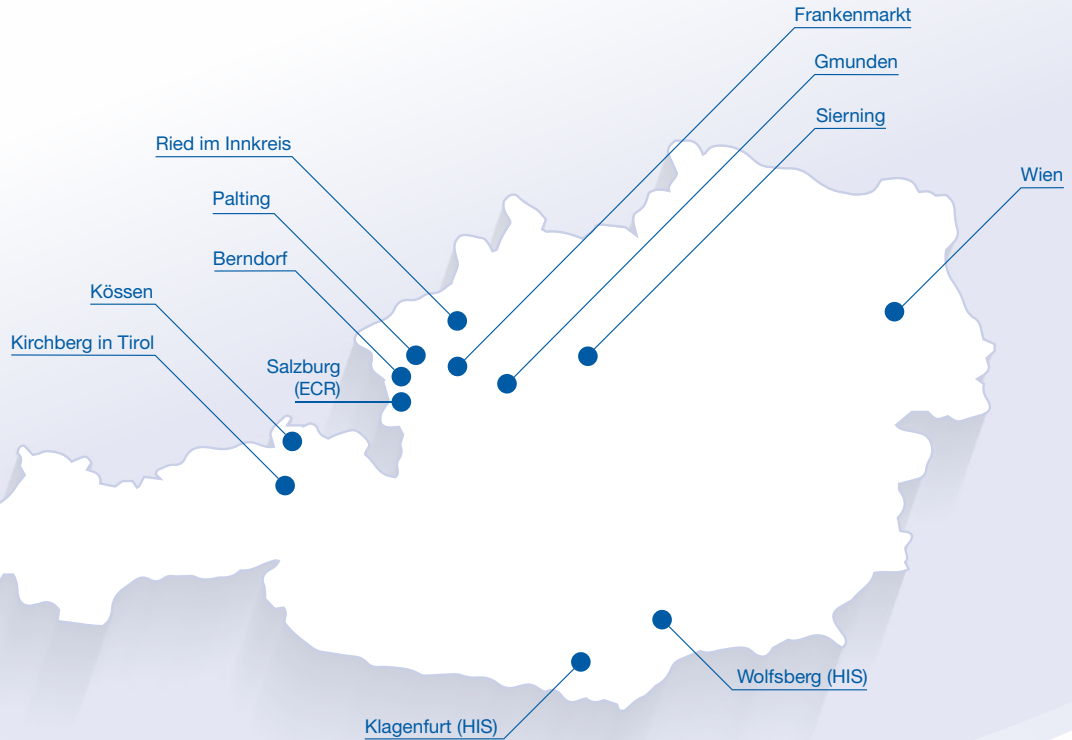 Frankenmarkt
Gmunden
Sierning
Ried im Innkreis
Wien
Palting
Berndorf
Kössen
Kirchberg in Tirol
Salzburg
(ECR)
Wolfsberg (HIS)
Klagenfurt (HIS)